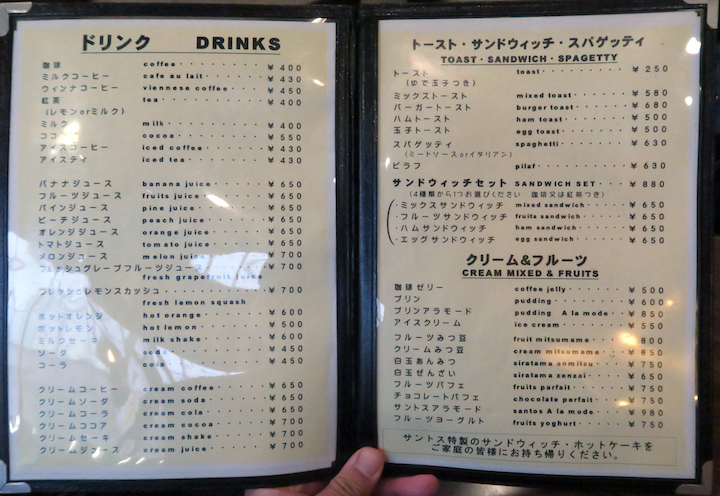 ドリンク DRINKS
珈琲 coffee ¥400
ミルクコーヒー cafe au lait ¥430
ウィンナコーヒー viennese coffee ¥450
紅茶 tea ¥400
(レモンorミルク)
ミルク milk ¥400
ココア cocoa ¥550
アイスコーヒー iced coffee ¥430
アイスティ iced tea ¥430
バナナジュース banana juice ¥650
フルーツジュース fruits juice ¥650
パインジュース pine juice ¥650
ピーチジュース peach juice ¥650
オレンジジュース orange juice ¥650
トマトジュース tomato juice ¥650
メロンジュース melon juice ¥700
フレッシュグレープフルーツジュース ¥700
fresh grapefruit juice
フレッシュレモンスカッシュ ¥700
fresh lemon squash
ホットオレンジ hot orange ¥600
ホットレモン hot lemon ¥500
ミルクセーキ milk shake ¥600
ソーダ soda ¥450
コーラ cola ¥450
クリームコーヒー cream coffee ¥650
クリームソーダ cream soda ¥650
クリームコーラ cream cola ¥650
クリームココア cream cocoa ¥700
クリームセーキ cream shake ¥700
クリームジュース cream juice ¥700
トースト・サンドウィッチ・スパゲッティ
TOAST・SANDWICH・SPAGETTY
トースト toast ¥250
(ゆで玉子つき)
ミックストースト mixed toast ¥580
バーガートースト burger toast ¥680
ハムトースト ham toast ¥500
玉子トースト egg toast ¥500
スパゲッティ spaghetti ¥630
(ミートソースorイタリアン)
ピラフ pilaf ¥630
サンドウィッチセット SANDWICH SET ¥880
(4種類から1つお選びください 珈琲又は紅茶つき)
・ミックスサンドウィッチ mixed sandwich ¥650
・フルーツサンドウィッチ fruits sandwich ¥650
・ハムサンドウィッチ ham sandwich ¥650
・エッグサンドウィッチ egg sandwich ¥650
クリーム&フルーツ
CREAM MIXED & FRUITS
珈琲ゼリー coffee jelly ¥500
プリン pudding ¥600
プリンアラモード pudding A la mode ¥850
アイスクリーム ice cream ¥550
フルーツみつ豆 fruit mitsumame 800
クリームみつ豆 cream mitsumame ¥850
白玉あんみつ siratama anmitsu ¥750
白玉ぜんざい siratama zenzai ¥650
フルーツパフェ fruits parfait ¥750
チョコレートパフェ chocolate parfait ¥750
サントスアラモード santos A la mode ¥980
フルーツヨーグルト fruits yoghurt ¥750
サントス特製のサンドウィッチ・ホットケーキを
ご家庭の皆様にお持ち帰りください。